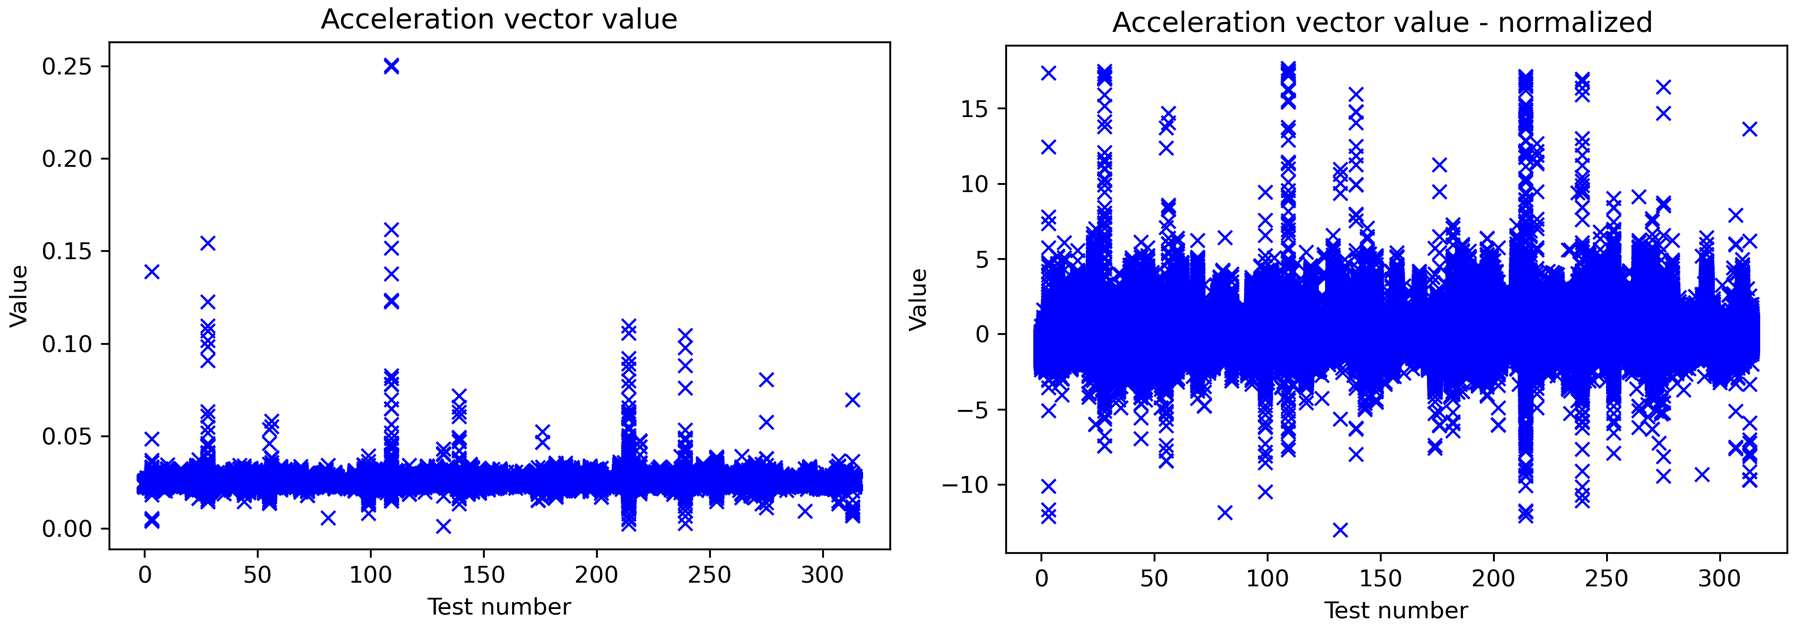 Acceleration vector value
Value
0.25
0.20
0.15
0.10
0.05
0.00
0 50 100 150 200 250 300
Test number
Acceleration vector value - normalized
Value
15
10
5
0
−5
−10
0 50 100 150 200 250 300
Test number